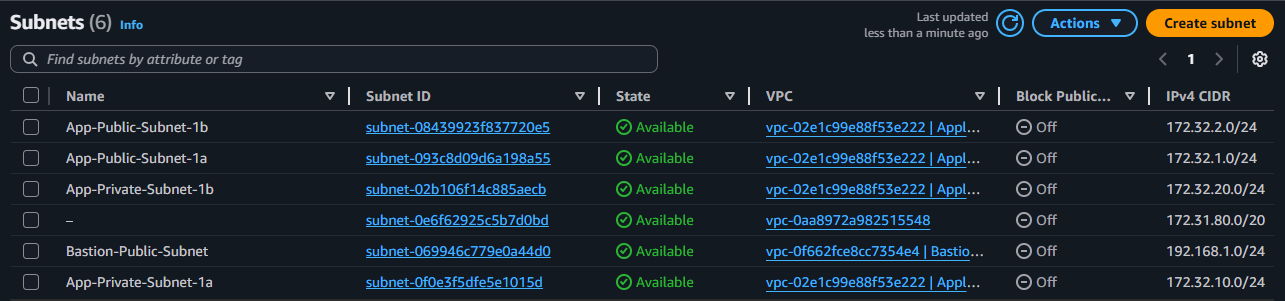 Subnets (6) Info
Last updated
less than a minute ago
Actions
Create subnet
Find subnets by attribute or tag
1
Name Subnet ID State VPC Block Public... IPv4 CIDR
App-Public-Subnet-1b subnet-08439923f837720e5 Available vpc-02e1c99e88f53e222 | Appl... Off 172.32.2.0/24
App-Public-Subnet-1a subnet-093c8d09d6a198a55 Available vpc-02e1c99e88f53e222 | Appl... Off 172.32.1.0/24
App-Private-Subnet-1b subnet-02b106f14c885aecb Available vpc-02e1c99e88f53e222 | Appl... Off 172.32.20.0/24
– subnet-0e6f62925c5b7d0bd Available vpc-0aa8972a982515548 Off 172.31.80.0/20
Bastion-Public-Subnet subnet-069946c779e0a44d0 Available vpc-0f662fce8cc7354e4 | Bastio... Off 192.168.1.0/24
App-Private-Subnet-1a subnet-0f0e3f5dfe5e1015d Available vpc-02e1c99e88f53e222 | Appl... Off 172.32.10.0/24